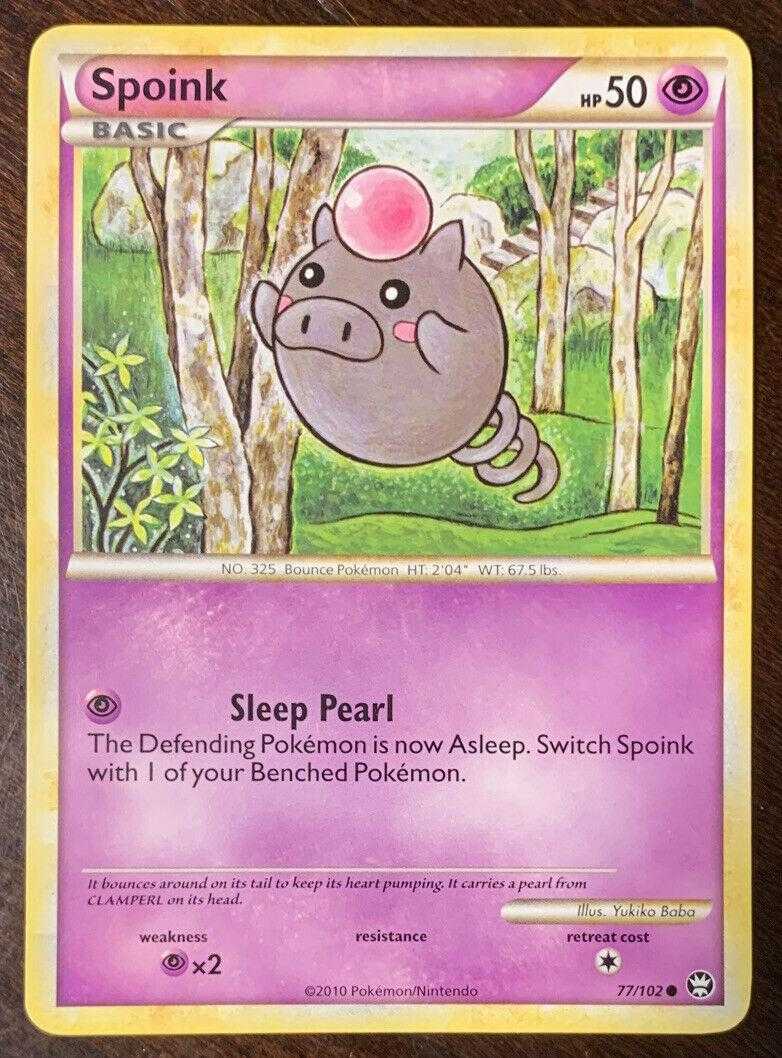 Spoink
HP 50
BASIC
NO. 325 Bounce Pokémon HT: 2'04" WT: 67.5 lbs.
Sleep Pearl
The Defending Pokémon is now Asleep. Switch Spoink
with 1 of your Benched Pokémon.
It bounces around on its tail to keep its heart pumping. It carries a pearl from
CLAMPERL on its head.
Illus. Yukiko Baba
weakness resistance retreat cost
×2
©2010 Pokémon/Nintendo
77/102